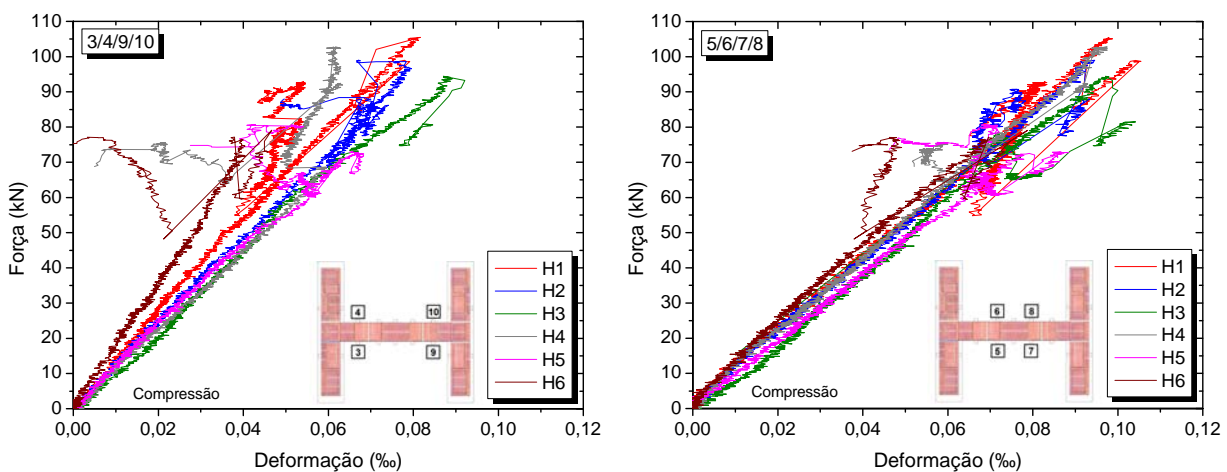 3/4/9/10
110
100
90
80
70
60
50
40
30
20
10
0
Força (kN)
4
10
3
9
H1
H2
H3
H4
H5
H6
Compressão
0,00 0,02 0,04 0,06 0,08 0,10 0,12
Deformação (‰)
5/6/7/8
110
100
90
80
70
60
50
40
30
20
10
0
Força (kN)
6
8
5
7
H1
H2
H3
H4
H5
H6
Compressão
0,00 0,02 0,04 0,06 0,08 0,10 0,12
Deformação (‰)